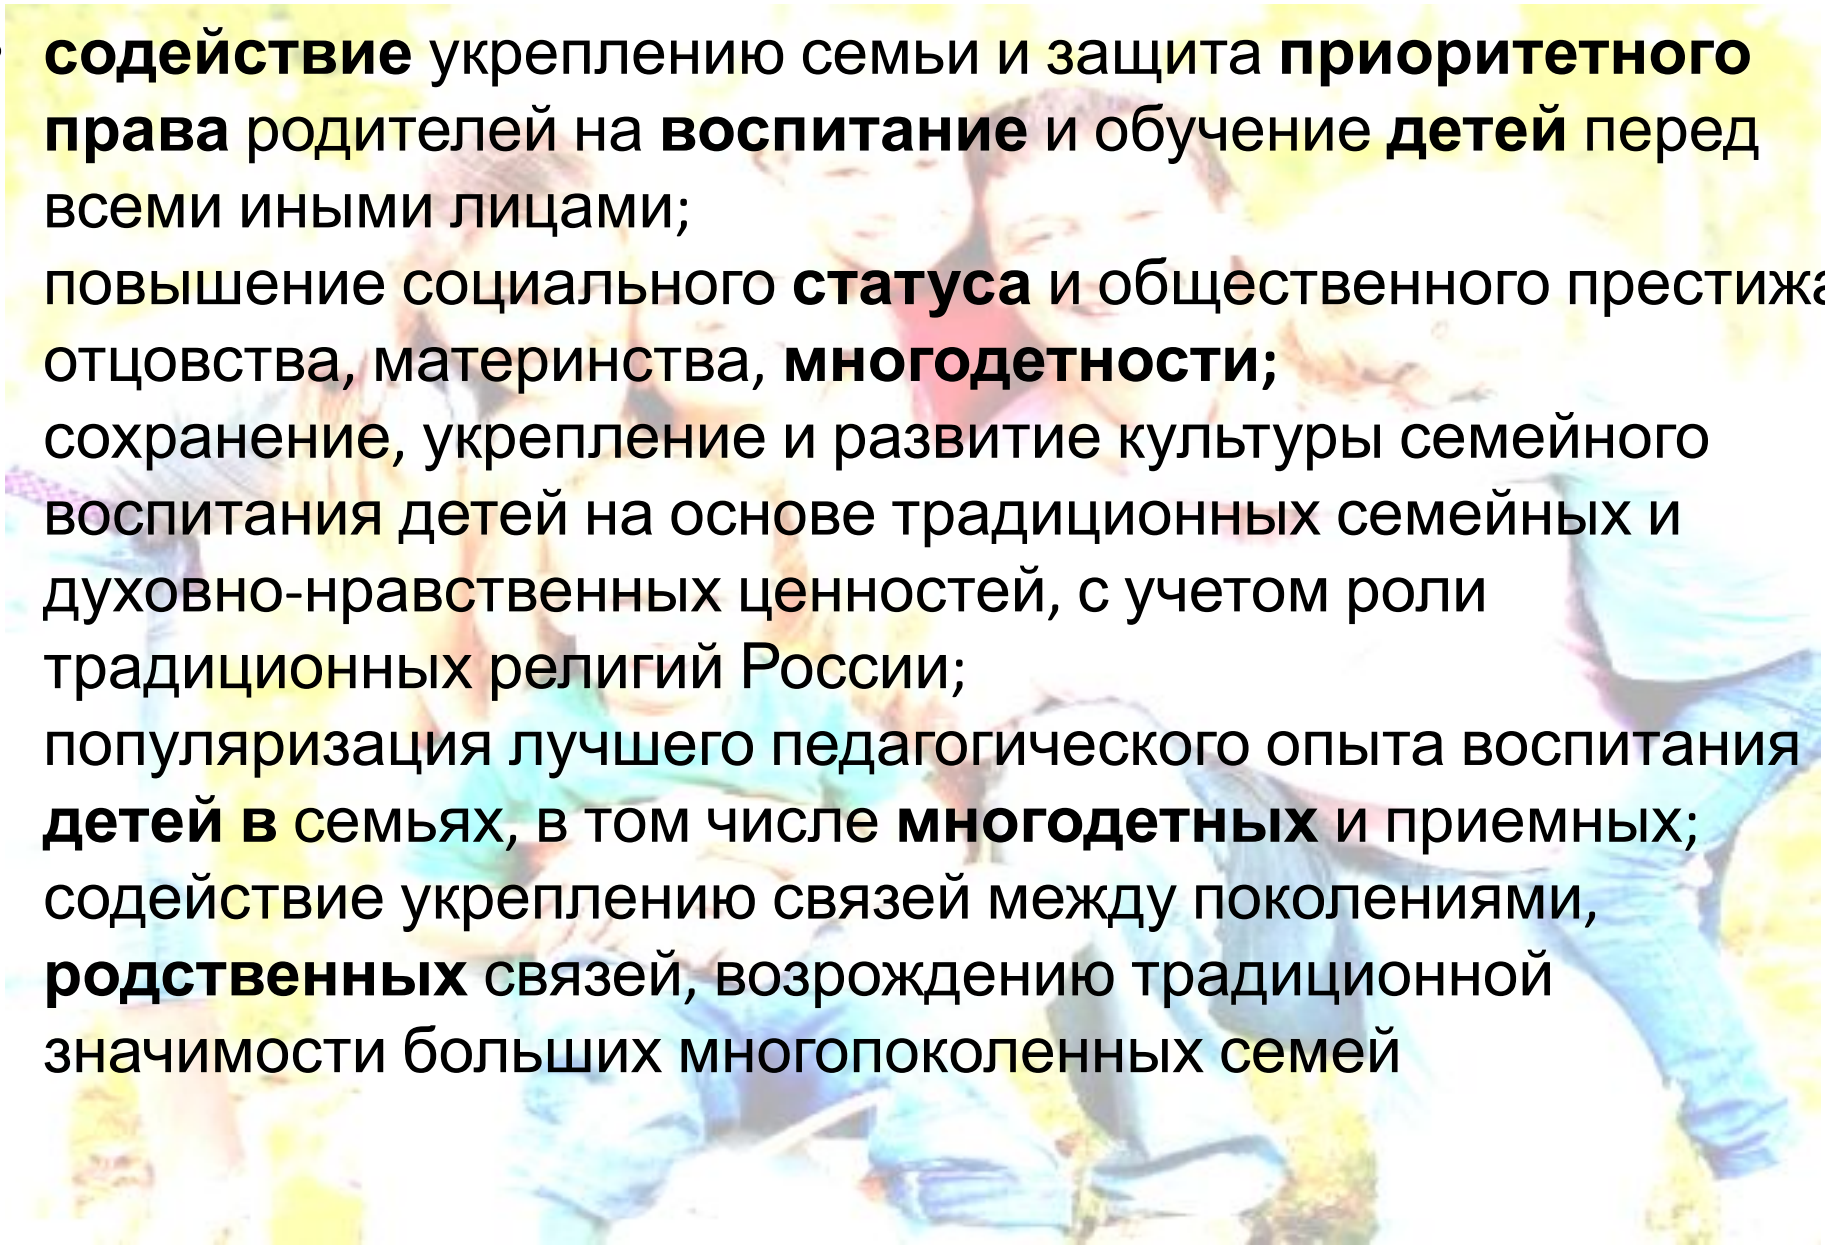 содействие укреплению семьи и защита приоритетного
права родителей на воспитание и обучение детей перед
всеми иными лицами;
повышение социального статуса и общественного престижа
отцовства, материнства, многодетности;
сохранение, укрепление и развитие культуры семейного
воспитания детей на основе традиционных семейных и
духовно-нравственных ценностей, с учетом роли
традиционных религий России;
популяризация лучшего педагогического опыта воспитания
детей в семьях, в том числе многодетных и приемных;
содействие укреплению связей между поколениями,
родственных связей, возрождению традиционной
значимости больших многопоколенных семей